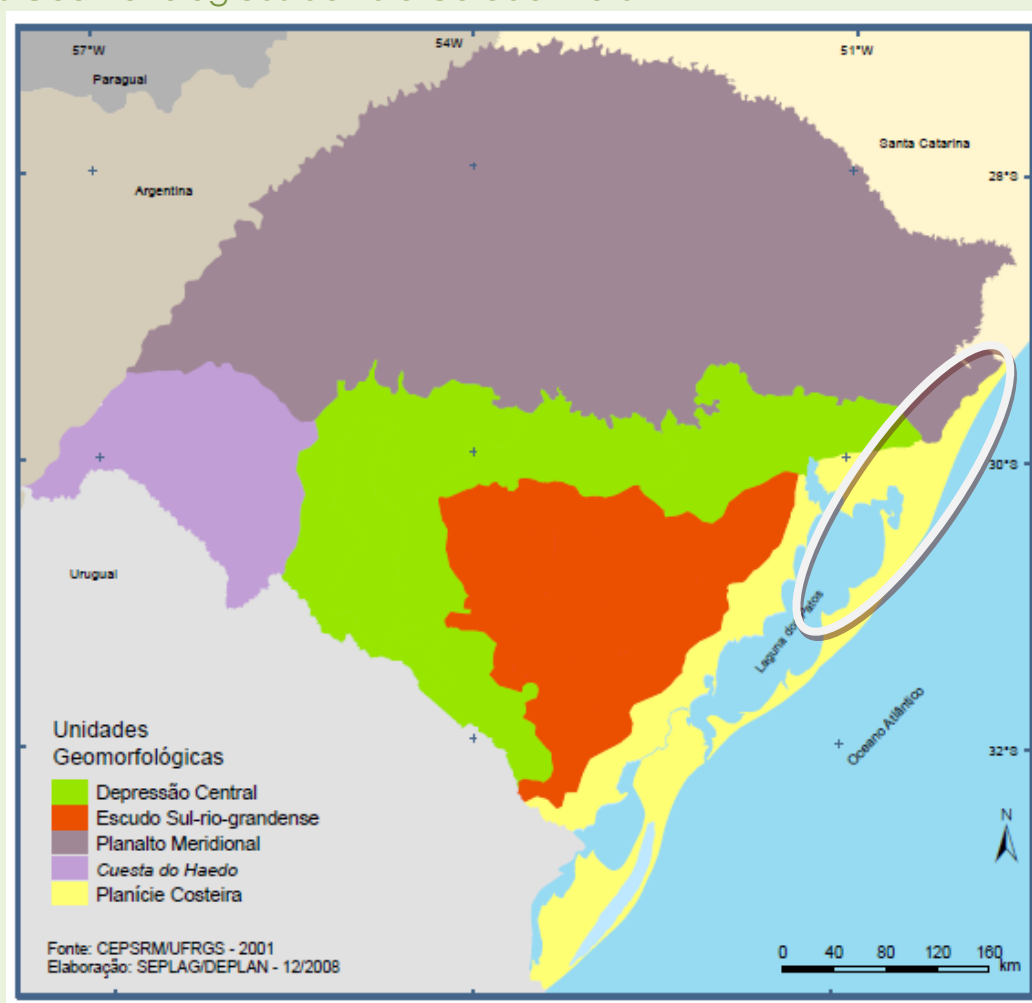 57°W
54W
51°W
Paraguai
Santa Catarina
28°S
Argentina
30°S
Uruguai
Laguna dos Patos
Oceano Atlântico
32°S
N
Unidades
Geomorfológicas
Depressão Central
Escudo Sul-rio-grandense
Planalto Meridional
Cuesta do Haedo
Planície Costeira
Fonte: CEPSRM/UFRGS - 2001
Elaboração: SEPLAG/DEPLAN - 12/2008
0 40 80 120 160
km